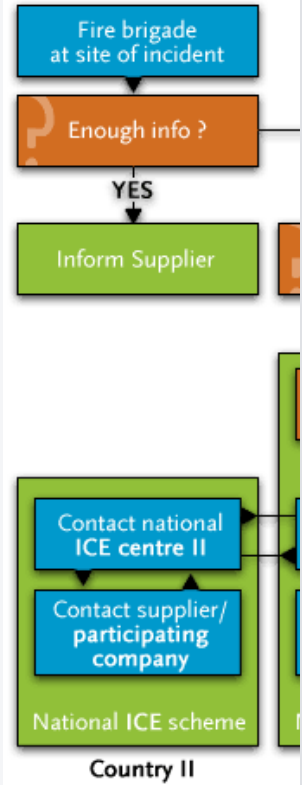 Fire brigade
at site of incident
?
Enough info ?
YES
Inform Supplier
Contact national
ICE centre II
Contact supplier/
participating
company
National ICE scheme
Country II